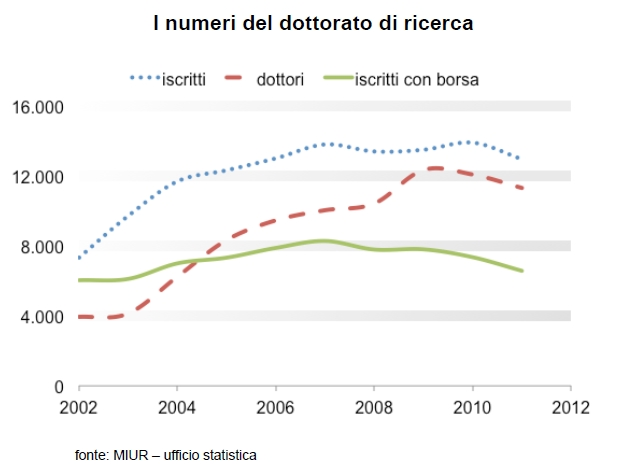 I numeri del dottorato di ricerca
iscritti dottori iscritti con borsa
16.000
12.000
8.000
4.000
0
2002 2004 2006 2008 2010 2012
fonte: MIUR – ufficio statistica